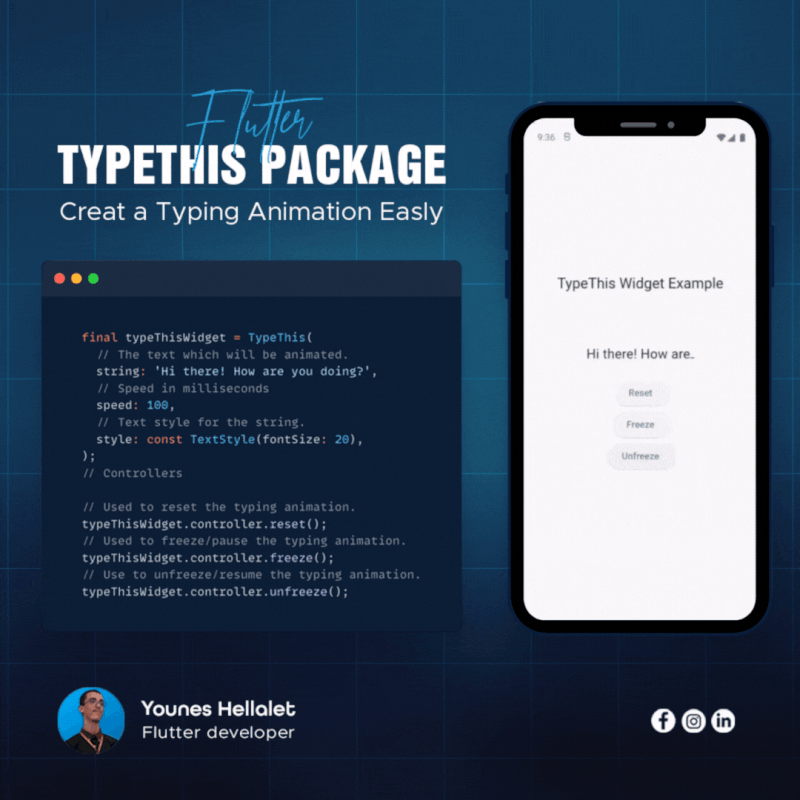 Flutter
TYPETHIS PACKAGE
Creat a Typing Animation Easly
final typeThisWidget = TypeThis(
// The text which will be animated.
string: 'Hi there! How are you doing?',
// Speed in milliseconds
speed: 100,
// Text style for the string.
style: const TextStyle(fontSize: 20),
);
// Controllers
// Used to reset the typing animation.
typeThisWidget.controller.reset();
// Used to freeze/pause the typing animation.
typeThisWidget.controller.freeze();
// Use to unfreeze/resume the typing animation.
typeThisWidget.controller.unfreeze();
9:36
TypeThis Widget Example
Hi there! How are..
Reset
Freeze
Unfreeze
Younes Hellalet
Flutter developer